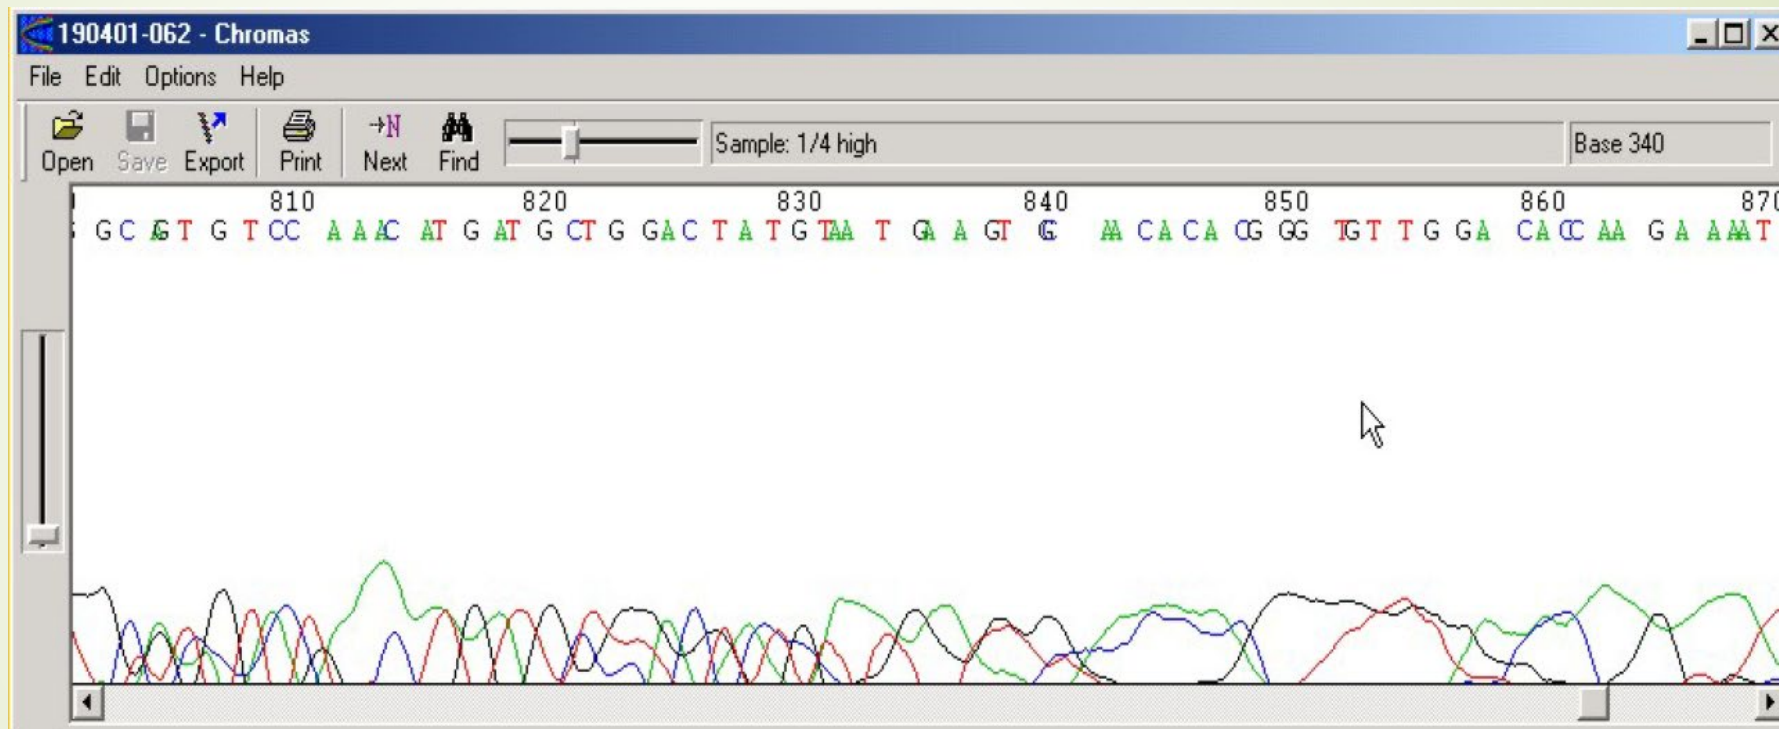 190401-062 - Chromas
File Edit Options Help
Open Save Export Print Next Find Sample: 1/4 high Base 340
810 820 830 840 850 860 870
G C A G T G T C C A A A C A T G A T G C T G G A C T A T G T A A T G A A G T G C A A C A C A C G G G T G T T G G A C A C C A A G A A A A T